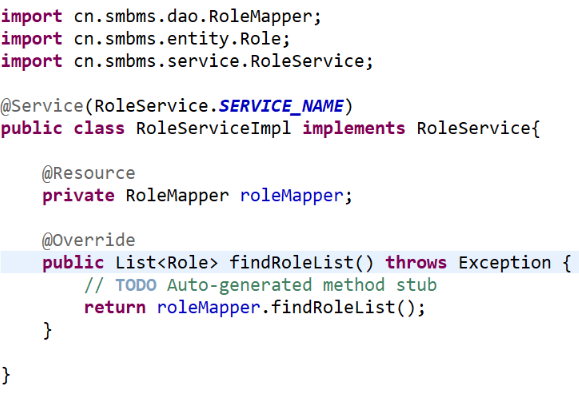 import cn.smbms.dao.RoleMapper;
import cn.smbms.entity.Role;
import cn.smbms.service.RoleService;
@Service(RoleService.SERVICE_NAME)
public class RoleServiceImpl implements RoleService{
@Resource
private RoleMapper roleMapper;
@Override
public List<Role> findRoleList() throws Exception {
// TODO Auto-generated method stub
return roleMapper.findRoleList();
}
}